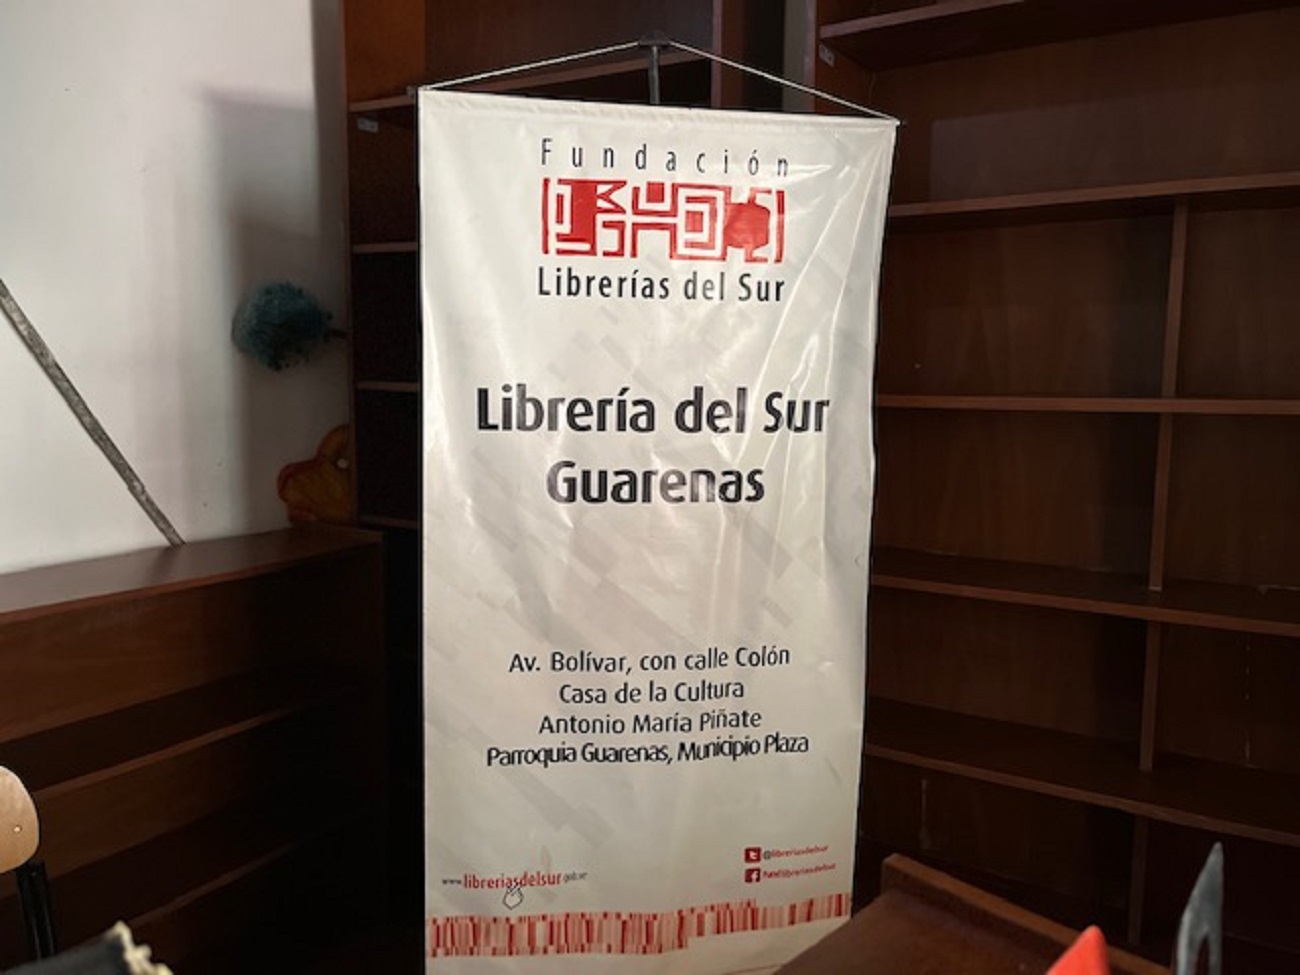 Fundación
Librerías del Sur
Librería del Sur
Guarenas
Av. Bolívar, con calle Colón
Casa de la Cultura
Antonio María Piñate
Parroquia Guarenas, Municipio Plaza
@libreriasdelsur
www.libreriasdelsur.gob.ve